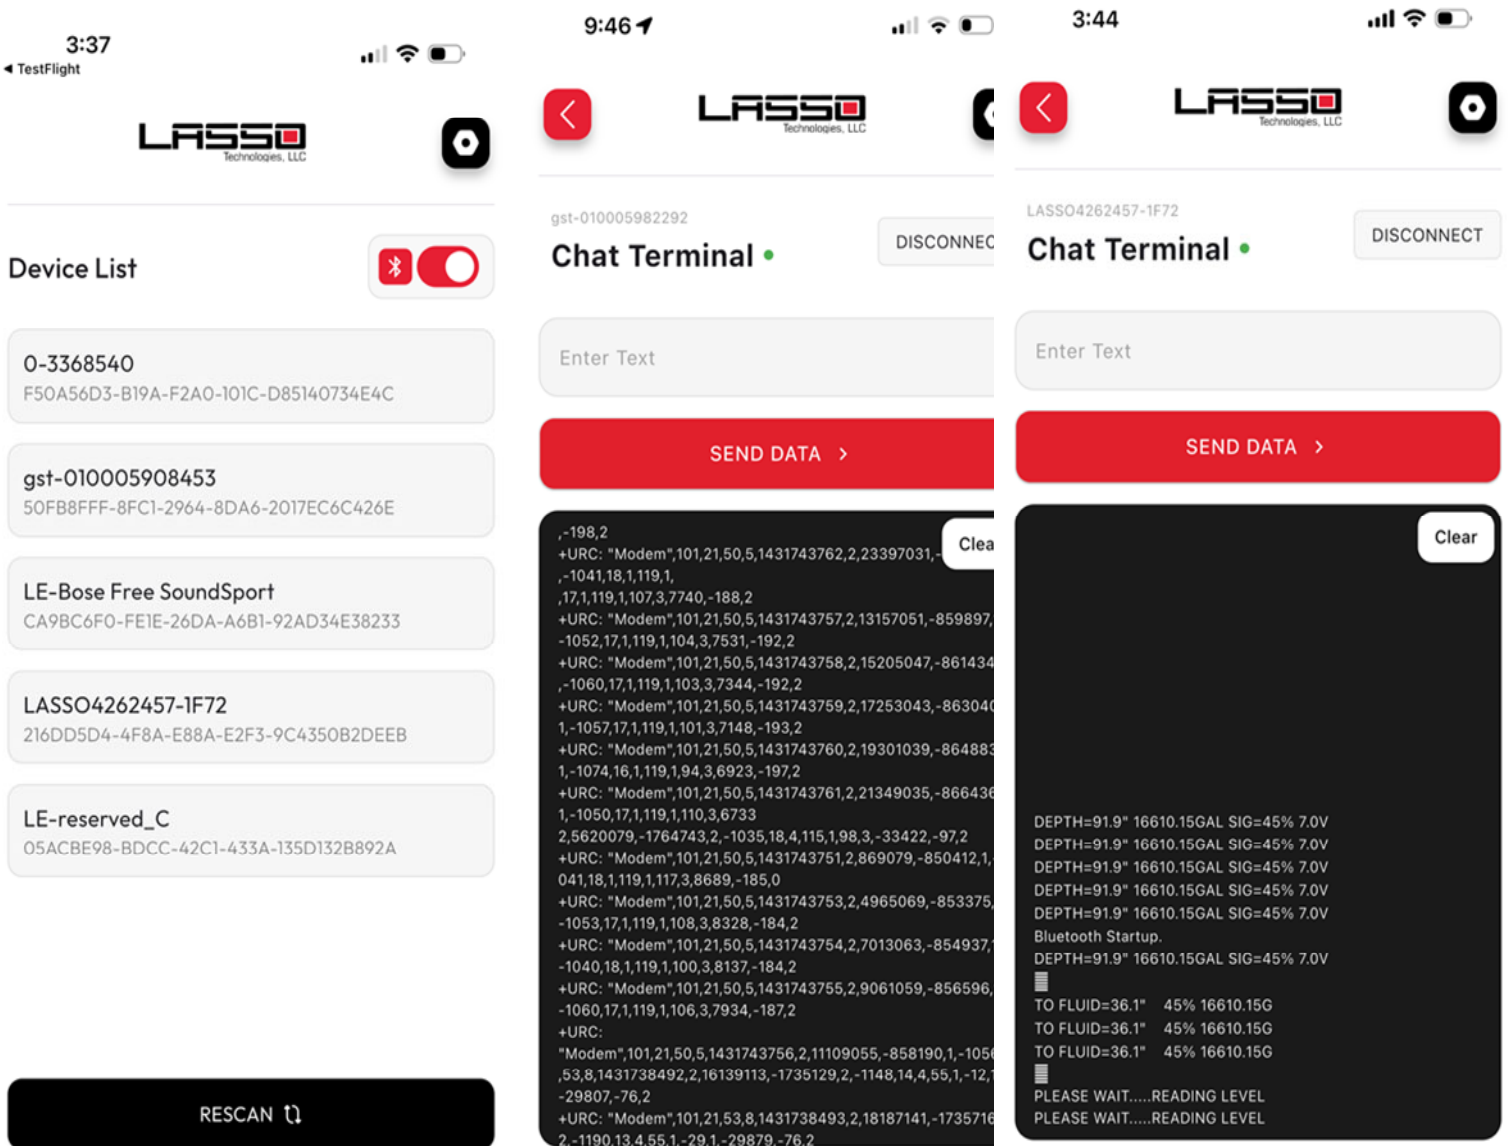 3:37
◀ TestFlight
LASSO
Technologies, LLC
Device List
0-3368540
F50A56D3-B19A-F2A0-101C-D85140734E4C
gst-010005908453
50FB8FFF-8FC1-2964-8DA6-2017EC6C426E
LE-Bose Free SoundSport
CA9BC6F0-FE1E-26DA-A6B1-92AD34E38233
LASSO4262457-1F72
216DD5D4-4F8A-E88A-E2F3-9C4350B2DEEB
LE-reserved_C
05ACBE98-BDCC-42C1-433A-135D132B892A
RESCAN
9:46
LASSO
Technologies, LLC
gst-010005982292
Chat Terminal
DISCONNEC
Enter Text
SEND DATA >
Clea
,-198,2
+URC: "Modem",101,21,50,5,1431743762,2,23397031,-
,-1041,18,1,119,1,
,17,1,119,1,107,3,7740,-188,2
+URC: "Modem",101,21,50,5,1431743757,2,13157051,-859897,
-1052,17,1,119,1,104,3,7531,-192,2
+URC: "Modem",101,21,50,5,1431743758,2,15205047,-861434
,-1060,17,1,119,1,103,3,7344,-192,2
+URC: "Modem",101,21,50,5,1431743759,2,17253043,-863040
1,-1057,17,1,119,1,101,3,7148,-193,2
+URC: "Modem",101,21,50,5,1431743760,2,19301039,-864883
1,-1074,16,1,119,1,94,3,6923,-197,2
+URC: "Modem",101,21,50,5,1431743761,2,21349035,-866436
1,-1050,17,1,119,1,110,3,6733
2,5620079,-1764743,2,-1035,18,4,115,1,98,3,-33422,-97,2
+URC: "Modem",101,21,50,5,1431743751,2,869079,-850412,1,-
041,18,1,119,1,117,3,8689,-185,0
+URC: "Modem",101,21,50,5,1431743753,2,4965069,-853375,
-1053,17,1,119,1,108,3,8328,-184,2
+URC: "Modem",101,21,50,5,1431743754,2,7013063,-854937,1
-1040,18,1,119,1,100,3,8137,-184,2
+URC: "Modem",101,21,50,5,1431743755,2,9061059,-856596,
-1060,17,1,119,1,106,3,7934,-187,2
+URC:
"Modem",101,21,50,5,1431743756,2,11109055,-858190,1,-1056
,53,8,1431738492,2,16139113,-1735129,2,-1148,14,4,55,1,-12,1
-29807,-76,2
+URC: "Modem",101,21,53,8,1431738493,2,18187141,-1735716
2,-1190,13,4,55,1,-29,1,-29879,-76,2
3:44
LASSO
Technologies, LLC
LASSO4262457-1F72
Chat Terminal
DISCONNECT
Enter Text
SEND DATA >
Clear
DEPTH=91.9" 16610.15GAL SIG=45% 7.0V
DEPTH=91.9" 16610.15GAL SIG=45% 7.0V
DEPTH=91.9" 16610.15GAL SIG=45% 7.0V
DEPTH=91.9" 16610.15GAL SIG=45% 7.0V
DEPTH=91.9" 16610.15GAL SIG=45% 7.0V
Bluetooth Startup.
DEPTH=91.9" 16610.15GAL SIG=45% 7.0V
TO FLUID=36.1" 45% 16610.15G
TO FLUID=36.1" 45% 16610.15G
TO FLUID=36.1" 45% 16610.15G
PLEASE WAIT.....READING LEVEL
PLEASE WAIT.....READING LEVEL